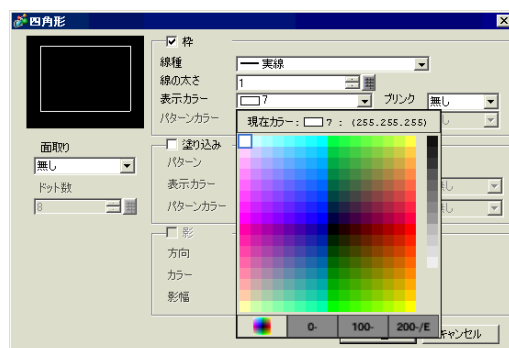 四角形
枠
線種 実線
線の太さ 1
表示カラー 7 ブリンク 無し
パターンカラー
現在カラー: 7 : (255.255.255)
面取り
無し
ドット数
8
塗り込み
パターン
表示カラー 無し
パターンカラー 無し
影
方向
カラー
影幅
0- 100- 200-/E
キャンセル